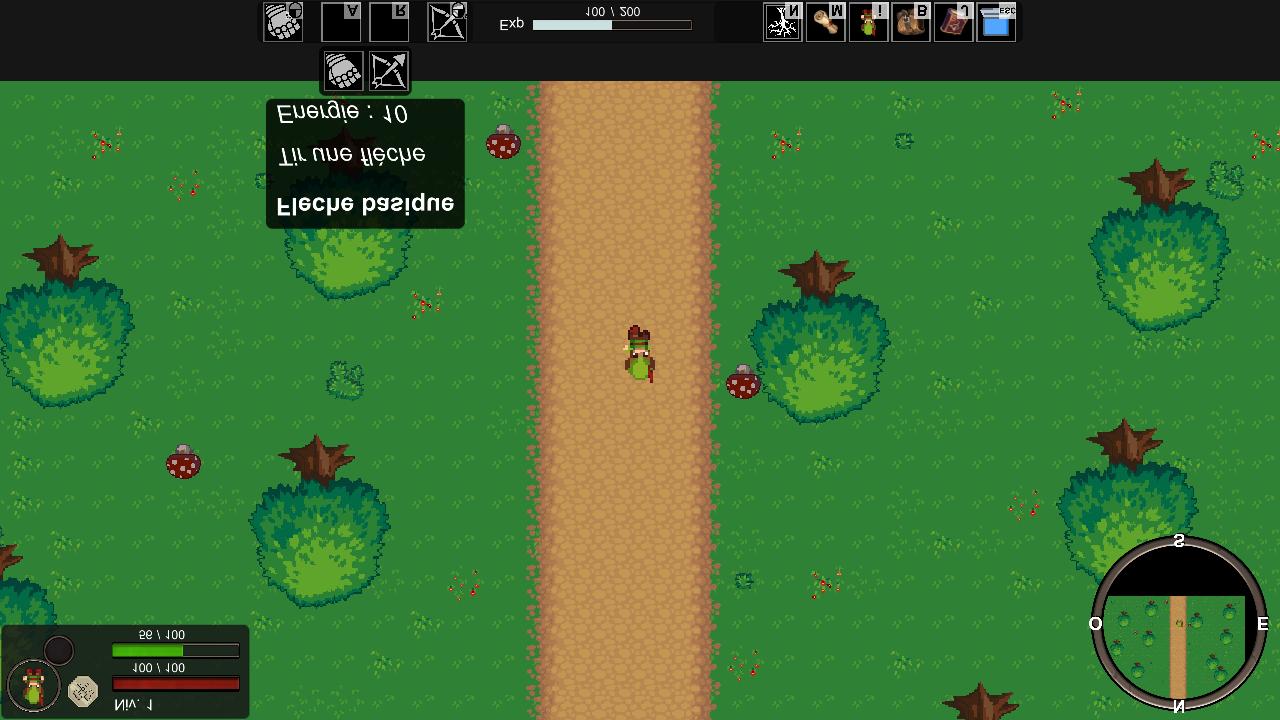 Niv. 1
100 / 100
56 / 100
N
O
E
S
Fleche basique
Tir une flèche
Energie : 10
A
R
Exp
100 / 200
N
M
I
B
J
ESC